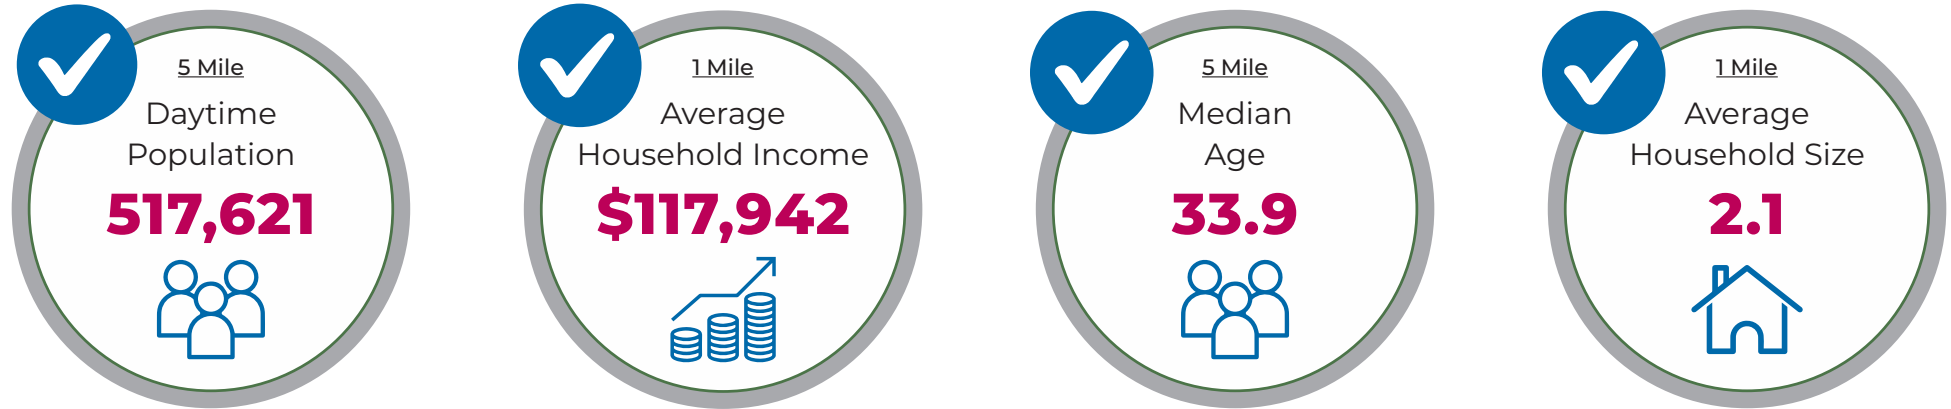 5 Mile
Daytime
Population
517,621
1 Mile
Average
Household Income
$117,942
5 Mile
Median
Age
33.9
1 Mile
Average
Household Size
2.1